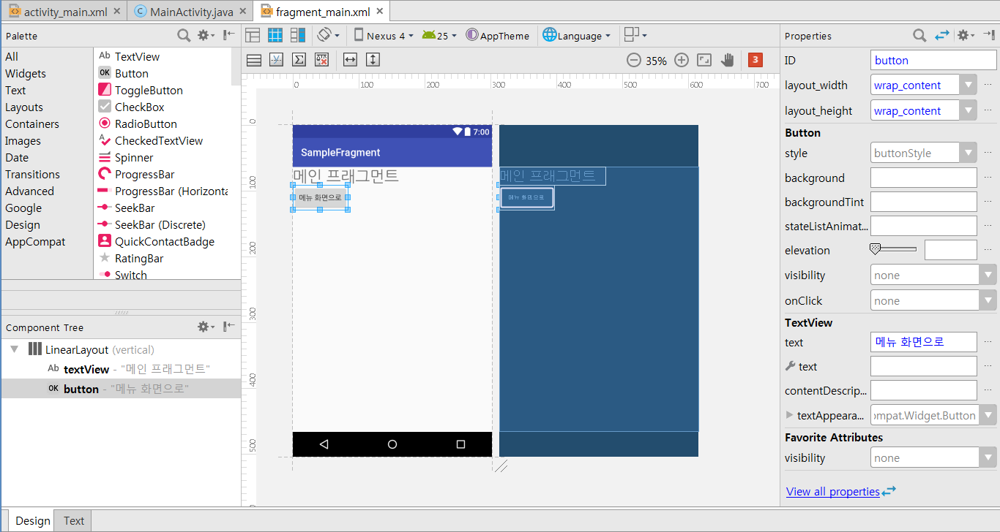 activity_main.xml
MainActivity.java
fragment_main.xml
Palette
Nexus 4
25
AppTheme
Language
Properties
All
Widgets
Text
Layouts
Containers
Images
Date
Transitions
Advanced
Google
Design
AppCompat
Ab TextView
OK Button
ToggleButton
CheckBox
RadioButton
CheckedTextView
Spinner
ProgressBar
ProgressBar (Horizonta
SeekBar
SeekBar (Discrete)
QuickContactBadge
RatingBar
Switch
35%
3
0 100 200 300 400 500 600 700
0
100
200
300
400
500
7:00
SampleFragment
메인 프래그먼트
메뉴 화면으로
메인 프래그먼트
메뉴 화면으로
Component Tree
LinearLayout (vertical)
Ab textView - "메인 프래그먼트"
OK button - "메뉴 화면으로"
ID button
layout_width wrap_content
layout_height wrap_content
Button
style buttonStyle
background
backgroundTint
stateListAnimat...
elevation
visibility none
onClick none
TextView
text 메뉴 화면으로
text
contentDescrip...
textAppeara... ompat.Widget.Button
Favorite Attributes
visibility none
View all properties
Design Text